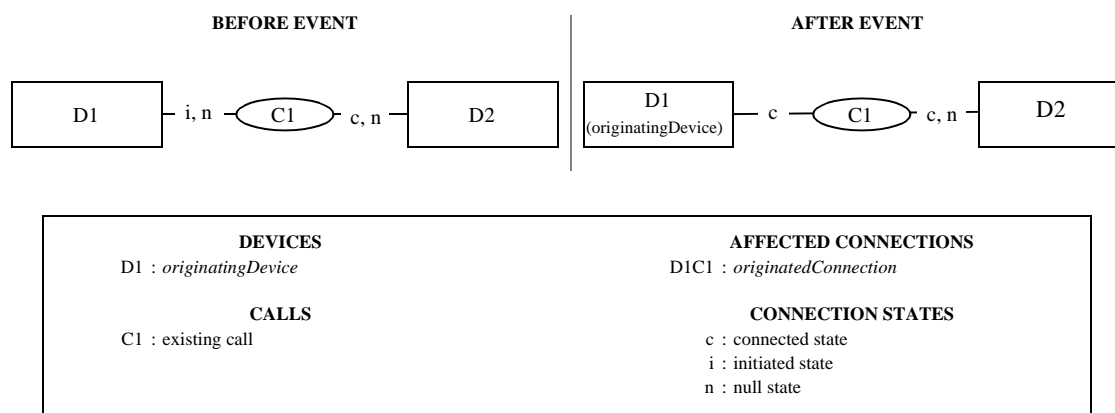 BEFORE EVENT
AFTER EVENT
D1 i, n C1 c, n D2
D1
(originatingDevice)
c C1 c, n D2
DEVICES
D1 : originatingDevice
AFFECTED CONNECTIONS
D1C1 : originatedConnection
CALLS
C1 : existing call
CONNECTION STATES
c : connected state
i : initiated state
n : null state